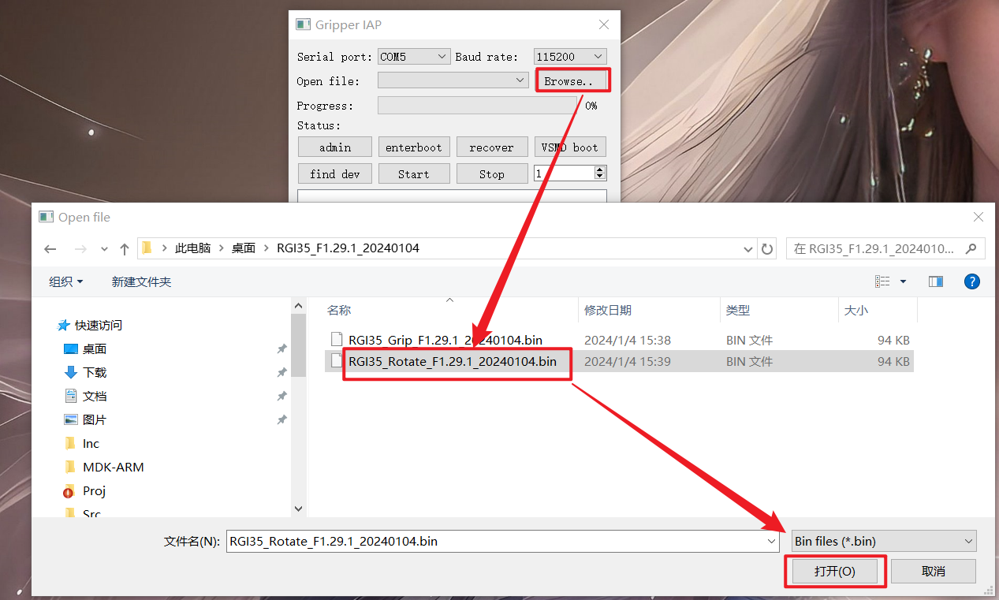 Gripper IAP
Serial port: COM5 Baud rate: 115200
Open file: Browse..
Progress: 0%
Status:
admin enterboot recover VSMD boot
find dev Start Stop 1
Open file
此电脑 桌面 RGI35_F1.29.1_20240104 在 RGI35_F1.29.1_2024010...
组织 新建文件夹
名称 修改日期 类型 大小
快速访问
桌面
下载
文档
图片
Inc
MDK-ARM
Proj
Src
RGI35_Grip_F1.29.1_20240104.bin 2024/1/4 15:38 BIN 文件 94 KB
RGI35_Rotate_F1.29.1_20240104.bin 2024/1/4 15:39 BIN 文件 94 KB
文件名(N): RGI35_Rotate_F1.29.1_20240104.bin Bin files (*.bin)
打开(O) 取消